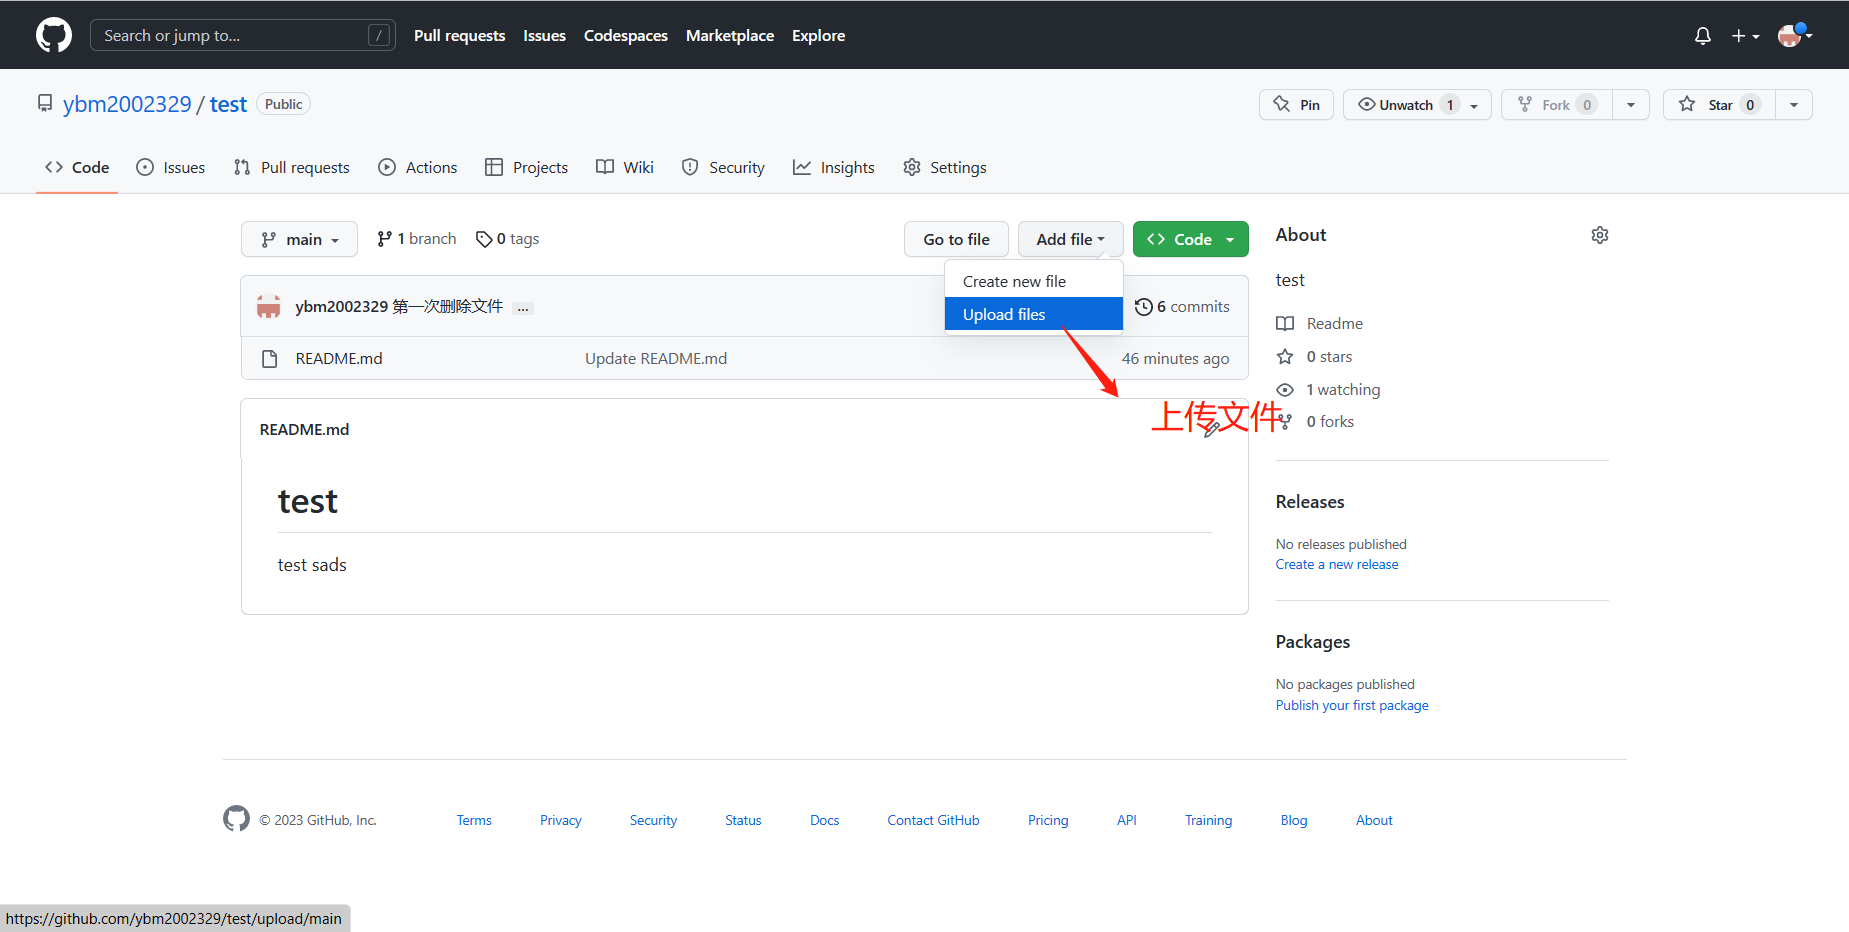 Search or jump to... /
Pull requests Issues Codespaces Marketplace Explore
ybm2002329 / test Public
Pin Unwatch 1 Fork 0 Star 0
Code Issues Pull requests Actions Projects Wiki Security Insights Settings
main 1 branch 0 tags Go to file Add file Code
Create new file
Upload files
ybm2002329 第一次删除文件 ... 6 commits
README.md Update README.md 46 minutes ago
上传文件
README.md
test
test sads
About
test
Readme
0 stars
1 watching
0 forks
Releases
No releases published
Create a new release
Packages
No packages published
Publish your first package
© 2023 GitHub, Inc. Terms Privacy Security Status Docs Contact GitHub Pricing API Training Blog About
https://github.com/ybm2002329/test/upload/main